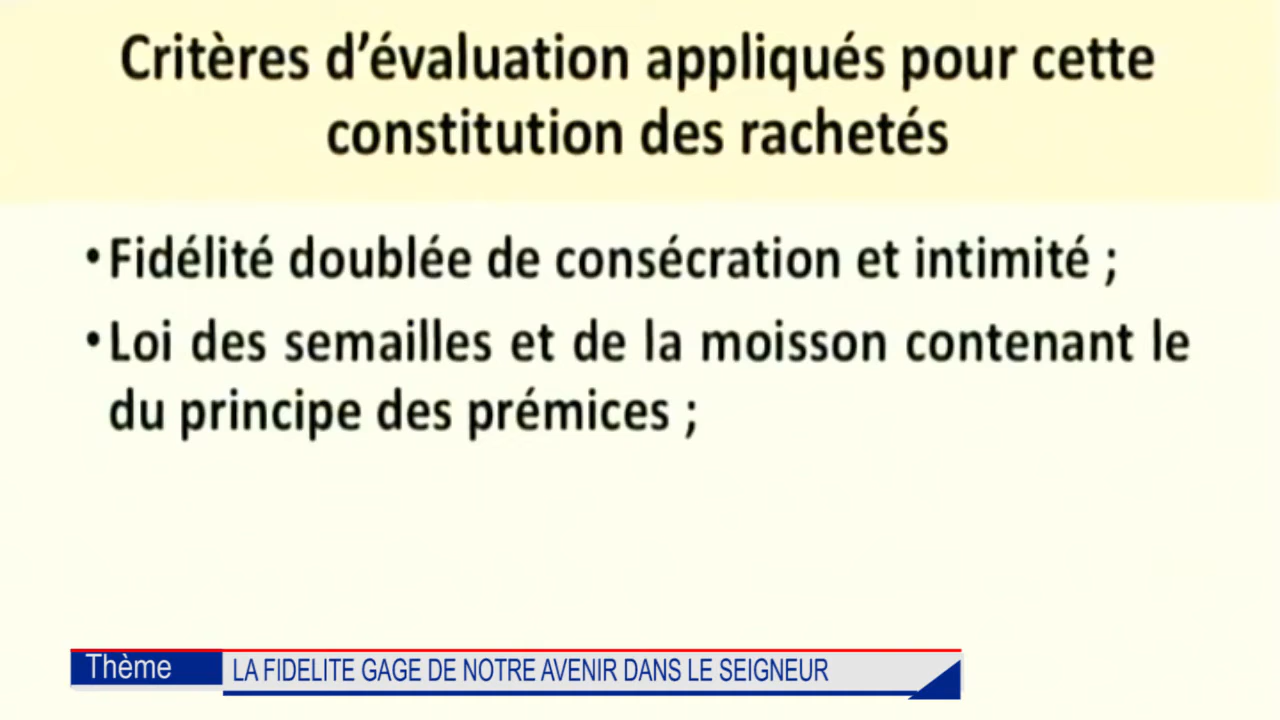 Critères d’évaluation appliqués pour cette
constitution des rachetés
• Fidélité doublée de consécration et intimité ;
• Loi des semailles et de la moisson contenant le
du principe des prémices ;
Thème
LA FIDELITE GAGE DE NOTRE AVENIR DANS LE SEIGNEUR